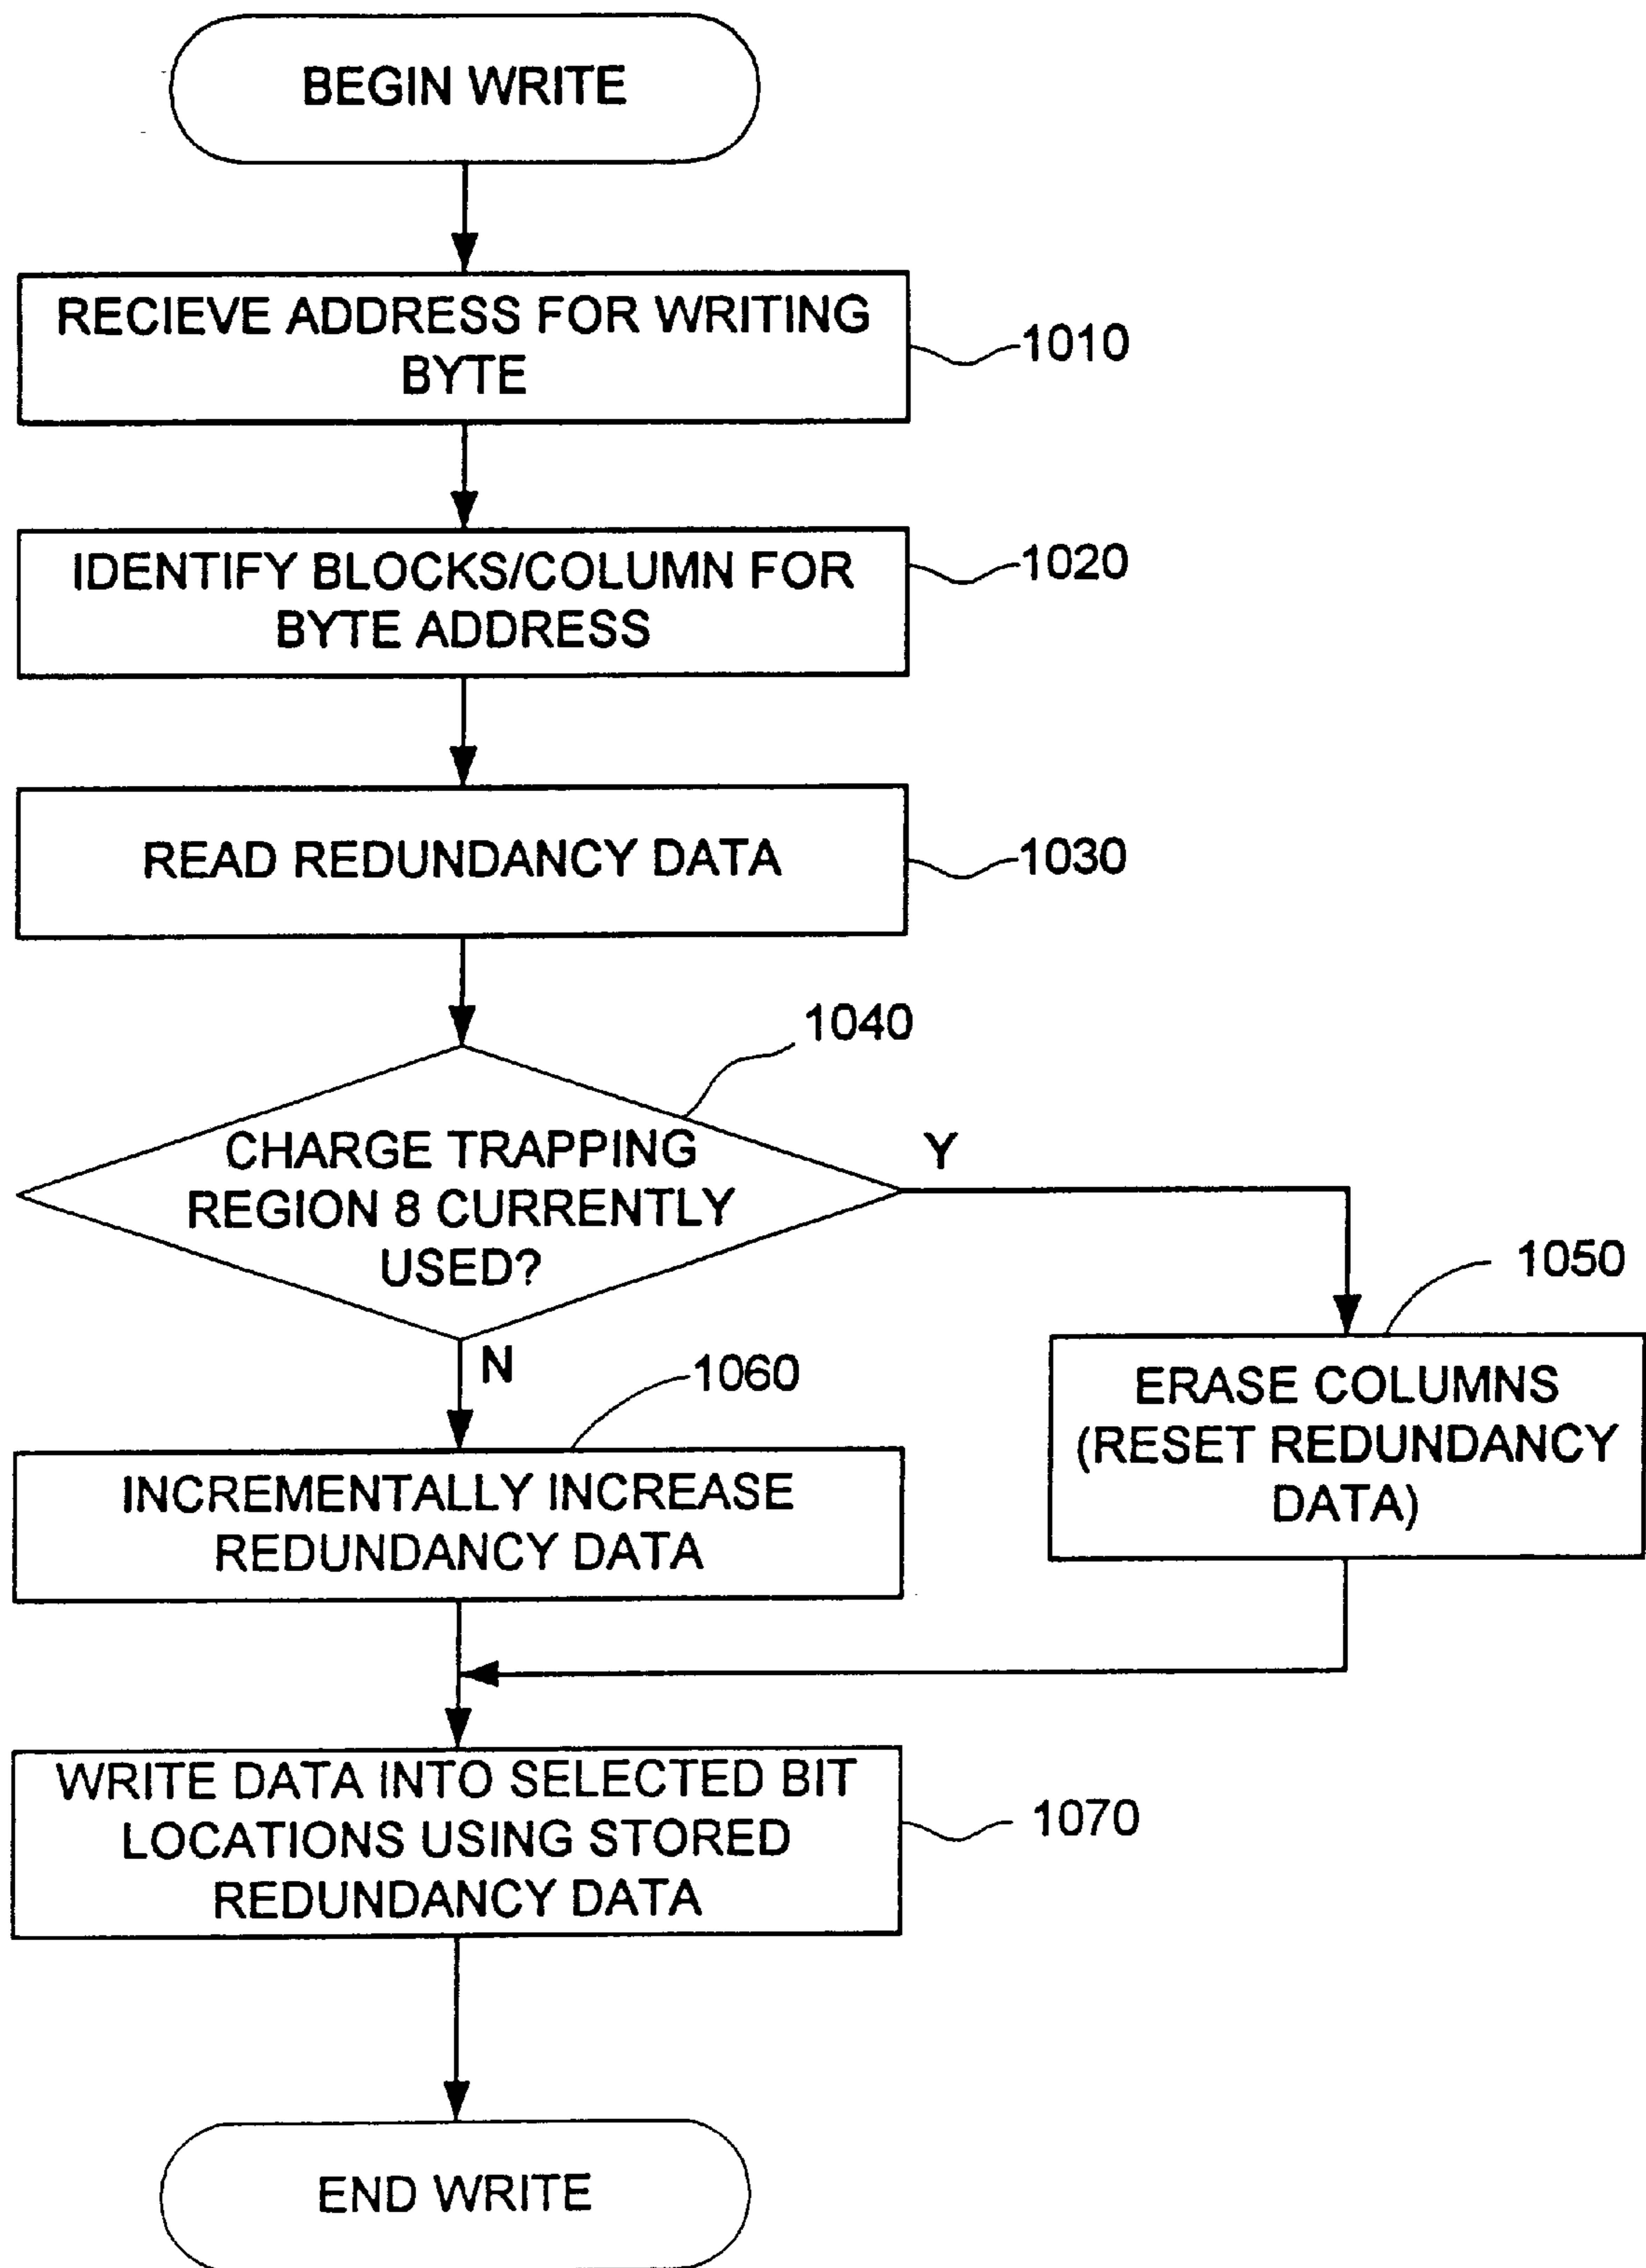 BEGIN WRITE
RECIEVE ADDRESS FOR WRITING
BYTE
1010
IDENTIFY BLOCKS/COLUMN FOR
BYTE ADDRESS
1020
READ REDUNDANCY DATA
1030
1040
CHARGE TRAPPING
REGION 8 CURRENTLY
USED?
Y
N
1050
ERASE COLUMNS
(RESET REDUNDANCY
DATA)
1060
INCREMENTALLY INCREASE
REDUNDANCY DATA
WRITE DATA INTO SELECTED BIT
LOCATIONS USING STORED
REDUNDANCY DATA
1070
END WRITE